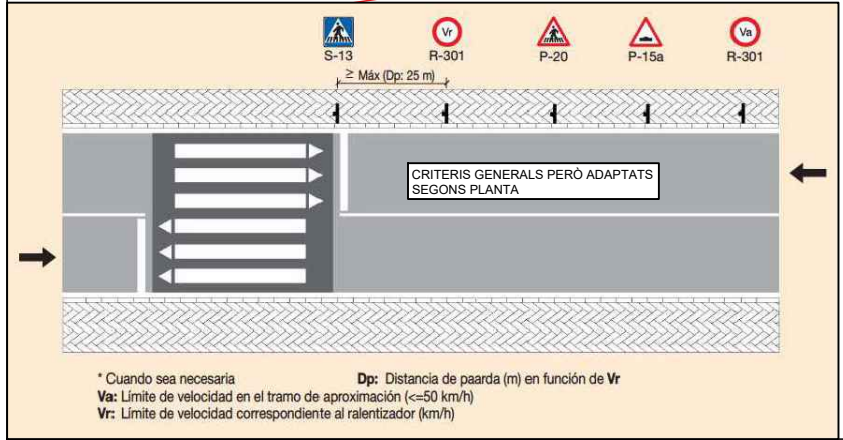 Vr
Va
S-13
R-301
P-20
P-15a
R-301
≥ Máx (Dp: 25 m)
CRITERIS GENERALS PERÒ ADAPTATS
SEGONS PLANTA
* Cuando sea necesaria
Dp: Distancia de paarda (m) en función de Vr
Va: Límite de velocidad en el tramo de aproximación (<=50 km/h)
Vr: Límite de velocidad correspondiente al ralentizador (km/h)